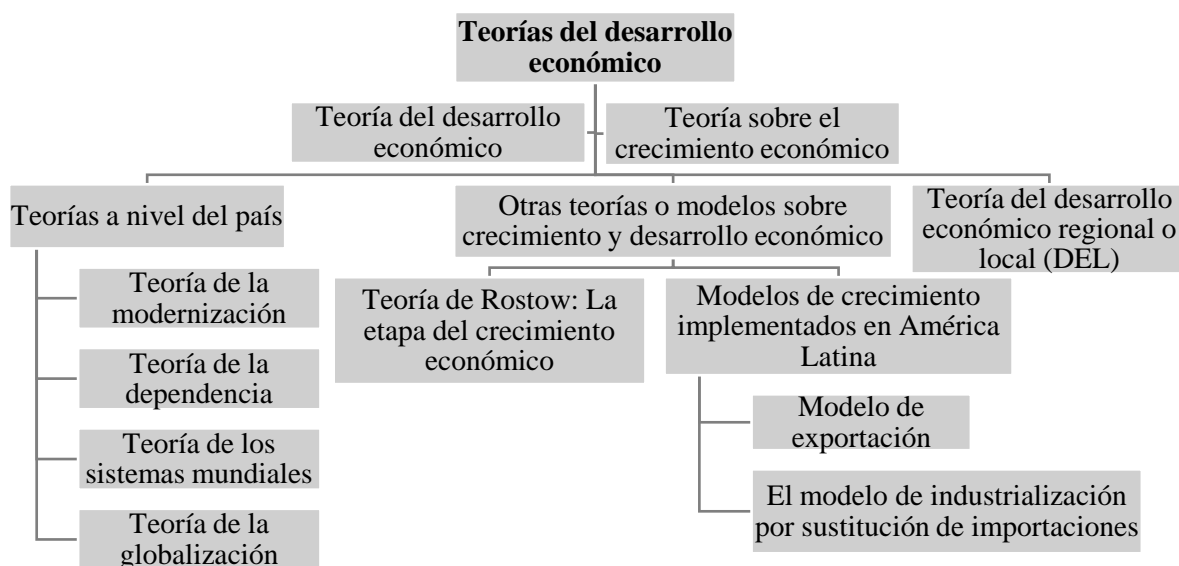 Teorías del desarrollo
económico
Teoría del desarrollo
económico
Teoría sobre el
crecimiento económico
Teorías a nivel del país
Otras teorías o modelos sobre
crecimiento y desarrollo económico
Teoría del desarrollo
económico regional o
local (DEL)
Teoría de la
modernización
Teoría de la
dependencia
Teoría de los
sistemas mundiales
Teoría de la
globalización
Teoría de Rostow: La
etapa del crecimiento
económico
Modelos de crecimiento
implementados en América
Latina
Modelo de
exportación
El modelo de industrialización
por sustitución de importaciones